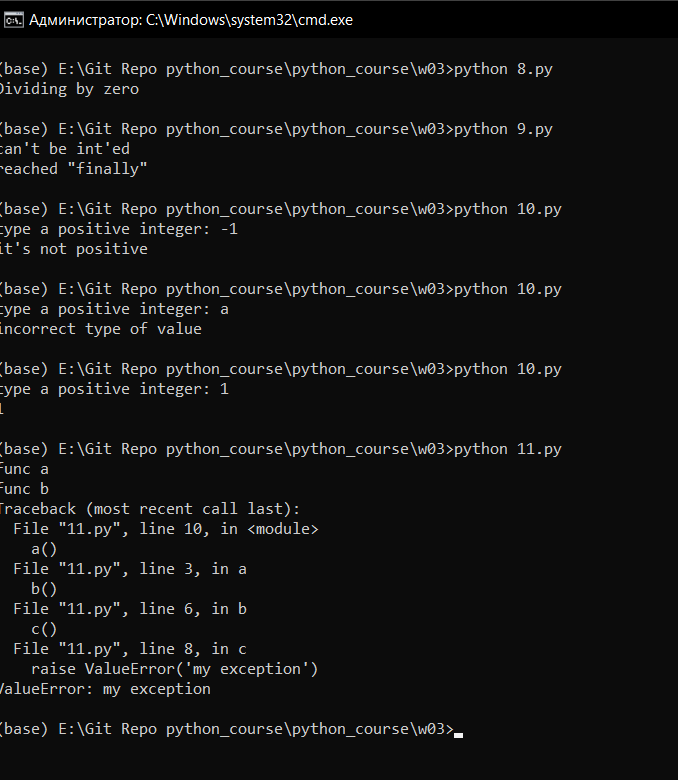 Администратор: C:\Windows\system32\cmd.exe
(base) E:\Git Repo python_course\python_course\w03>python 8.py
Dividing by zero
(base) E:\Git Repo python_course\python_course\w03>python 9.py
can't be int'ed
reached "finally"
(base) E:\Git Repo python_course\python_course\w03>python 10.py
type a positive integer: -1
it's not positive
(base) E:\Git Repo python_course\python_course\w03>python 10.py
type a positive integer: a
incorrect type of value
(base) E:\Git Repo python_course\python_course\w03>python 10.py
type a positive integer: 1
1
(base) E:\Git Repo python_course\python_course\w03>python 11.py
func a
func b
Traceback (most recent call last):
  File "11.py", line 10, in <module>
    a()
  File "11.py", line 3, in a
    b()
  File "11.py", line 6, in b
    c()
  File "11.py", line 8, in c
    raise ValueError('my exception')
ValueError: my exception
(base) E:\Git Repo python_course\python_course\w03>